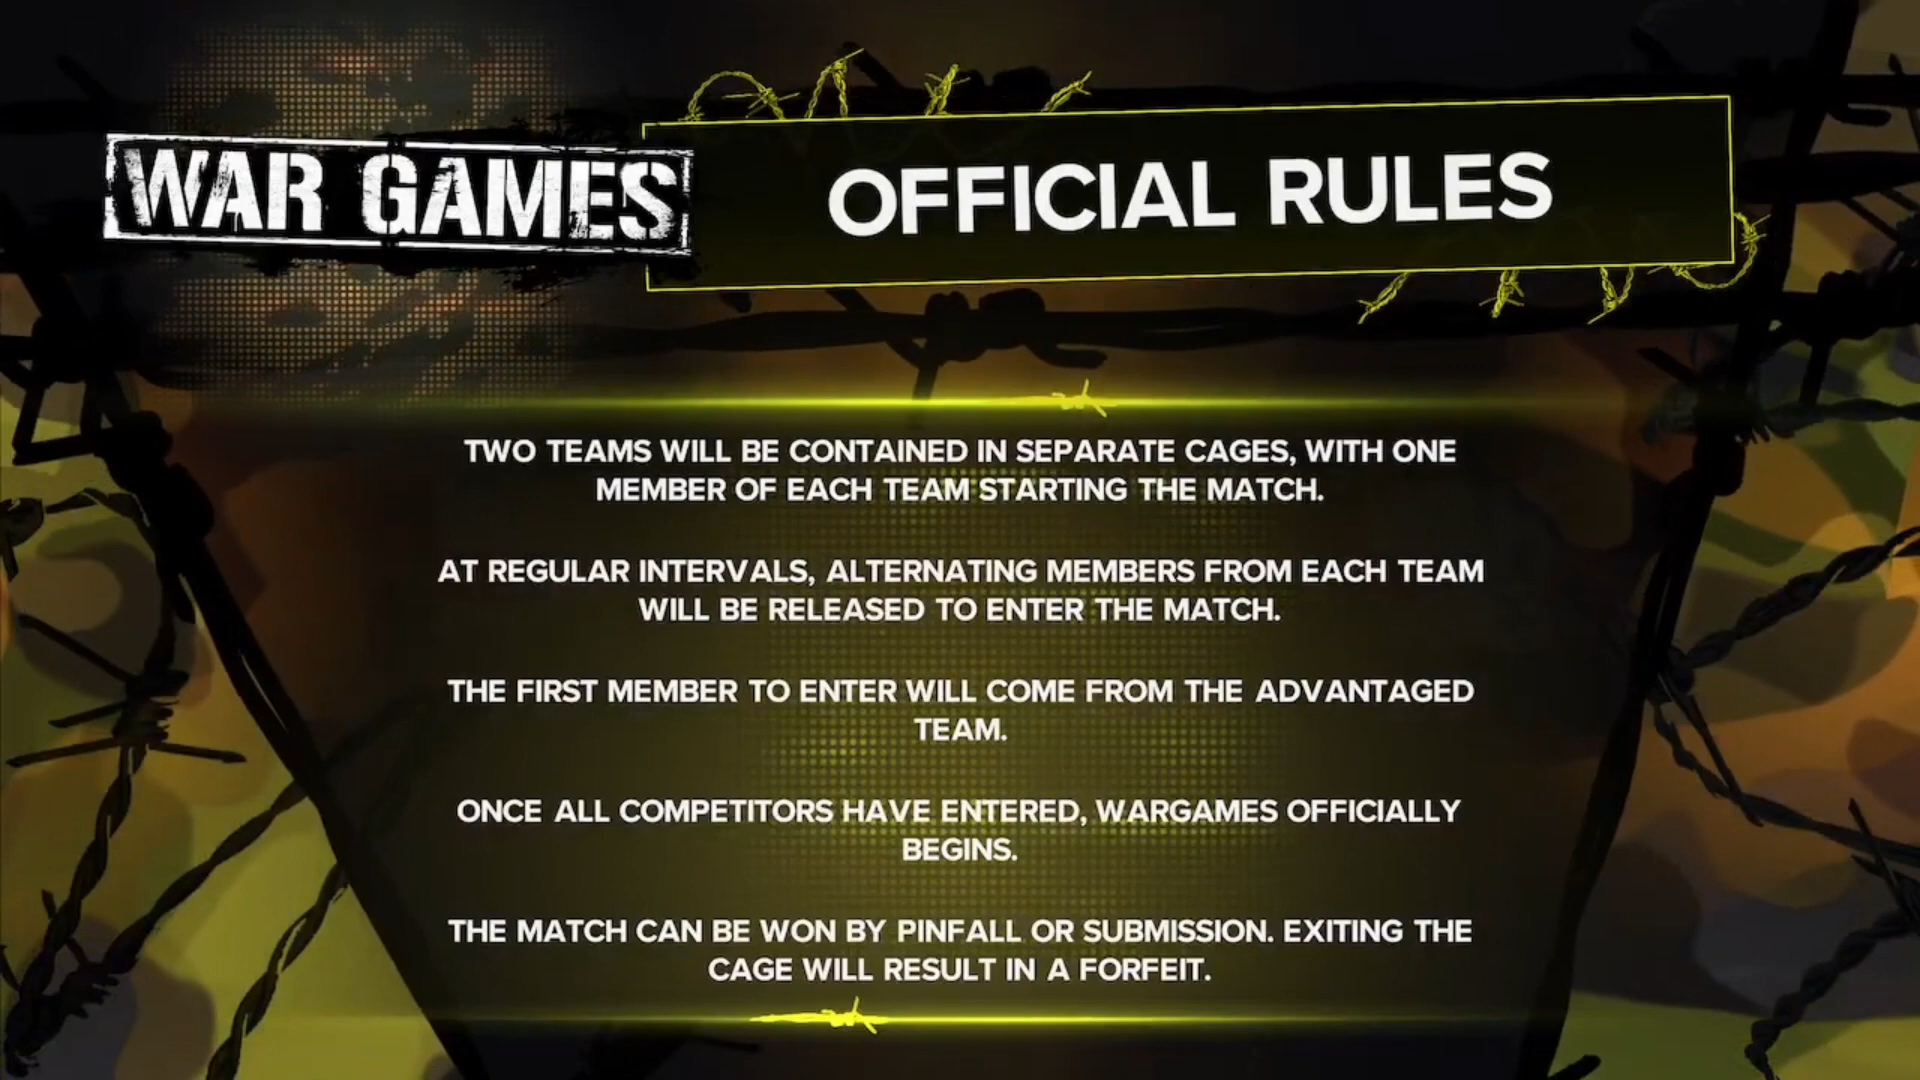 WAR GAMES
OFFICIAL RULES
TWO TEAMS WILL BE CONTAINED IN SEPARATE CAGES, WITH ONE
MEMBER OF EACH TEAM STARTING THE MATCH.
AT REGULAR INTERVALS, ALTERNATING MEMBERS FROM EACH TEAM
WILL BE RELEASED TO ENTER THE MATCH.
THE FIRST MEMBER TO ENTER WILL COME FROM THE ADVANTAGED
TEAM.
ONCE ALL COMPETITORS HAVE ENTERED, WARGAMES OFFICIALLY
BEGINS.
THE MATCH CAN BE WON BY PINFALL OR SUBMISSION. EXITING THE
CAGE WILL RESULT IN A FORFEIT.